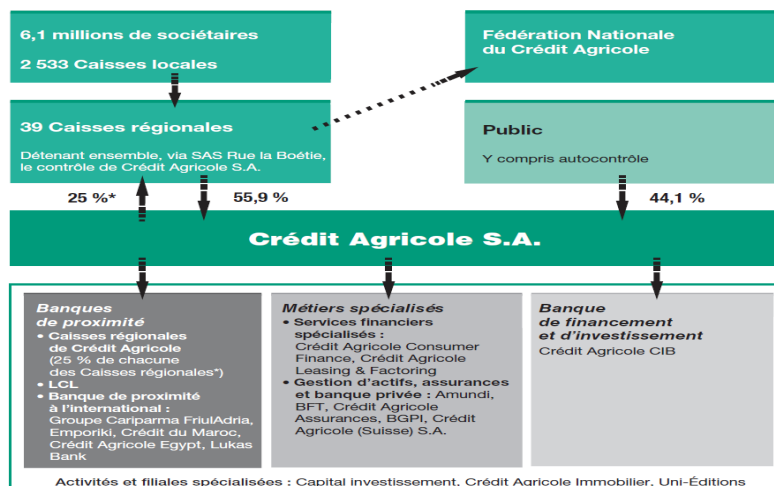 6,1 millions de sociétaires
2 533 Caisses locales
Fédération Nationale
du Crédit Agricole
39 Caisses régionales
Détenant ensemble, via SAS Rue la Boétie,
le contrôle de Crédit Agricole S.A.
Public
Y compris autocontrôle
25 %*
55,9 %
44,1 %
Crédit Agricole S.A.
Banques
de proximité
• Caisses régionales
de Crédit Agricole
(25 % de chacune
des Caisses régionales*)
• LCL
• Banque de proximité
à l'international :
Groupe Cariparma FriulAdria,
Emporiki, Crédit du Maroc,
Crédit Agricole Egypt, Lukas
Bank
Métiers spécialisés
• Services financiers
spécialisés :
Crédit Agricole Consumer
Finance, Crédit Agricole
Leasing & Factoring
• Gestion d'actifs, assurances
et banque privée : Amundi,
BFT, Crédit Agricole
Assurances, BGPI, Crédit
Agricole (Suisse) S.A.
Banque
de financement
et d'investissement
Crédit Agricole CIB
Activités et filiales spécialisées : Capital investissement, Crédit Agricole Immobilier, Uni-Éditions